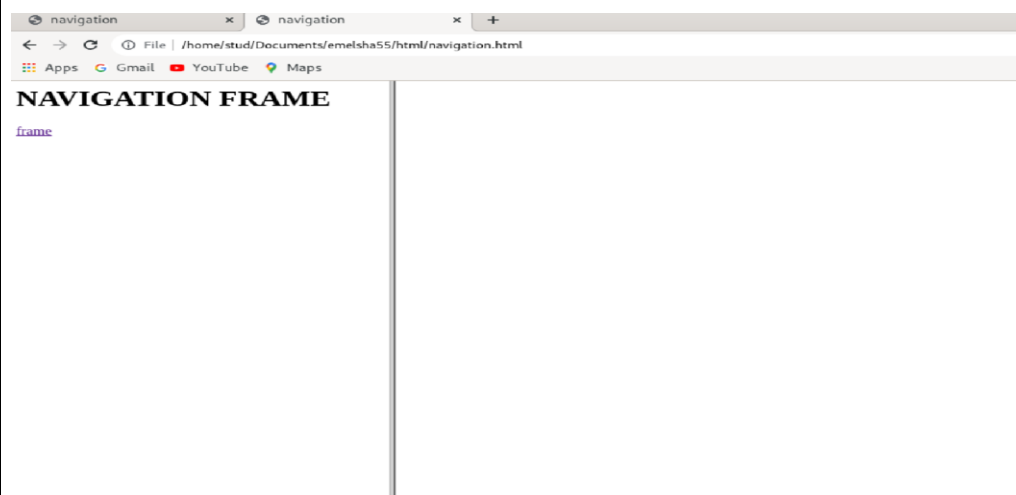 navigation × navigation × +
File | /home/stud/Documents/emelsha55/html/navigation.html
Apps Gmail YouTube Maps
NAVIGATION FRAME
frame